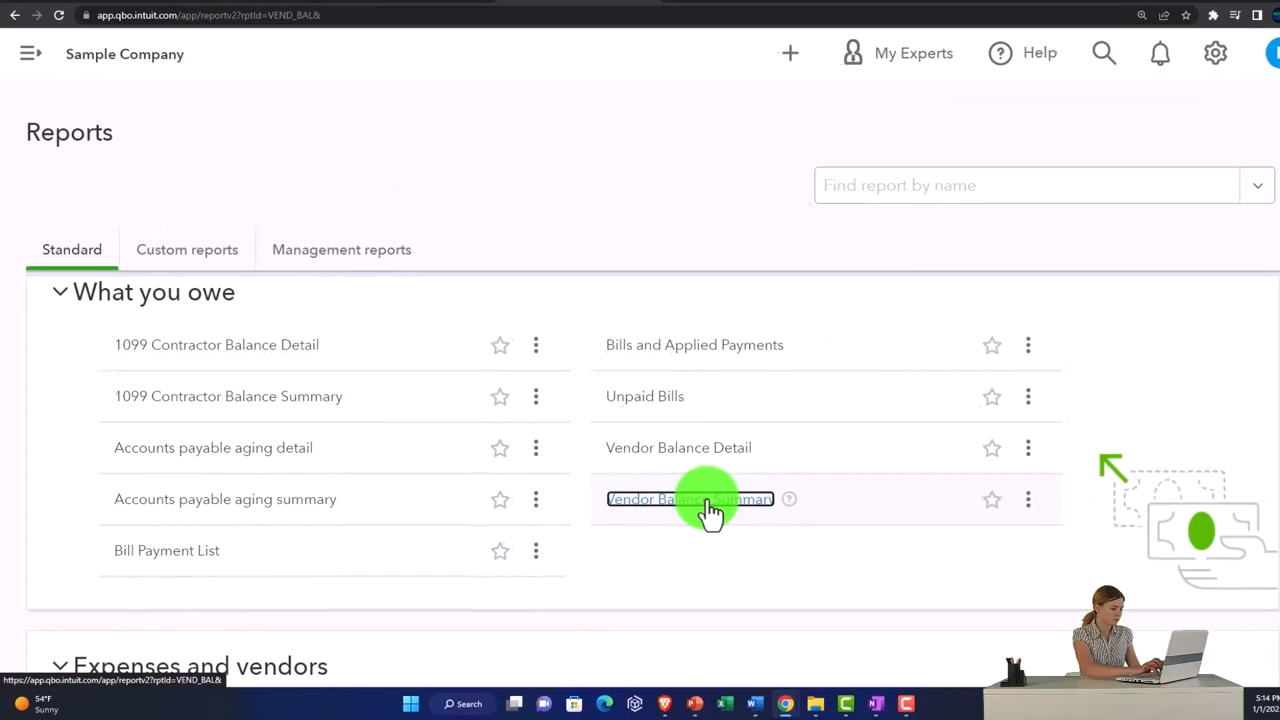 app.qbo.intuit.com/app/reportv2?rptId=VEND_BAL&
Sample Company
My Experts
Help
Reports
Find report by name
Standard
Custom reports
Management reports
What you owe
1099 Contractor Balance Detail
Bills and Applied Payments
1099 Contractor Balance Summary
Unpaid Bills
Accounts payable aging detail
Vendor Balance Detail
Accounts payable aging summary
Vendor Balance Summary
Bill Payment List
Expenses and vendors
https://app.qbo.intuit.com/app/reportv2?rptId=VEND_BAL&
54°F
Sunny
Search
5:14 PM